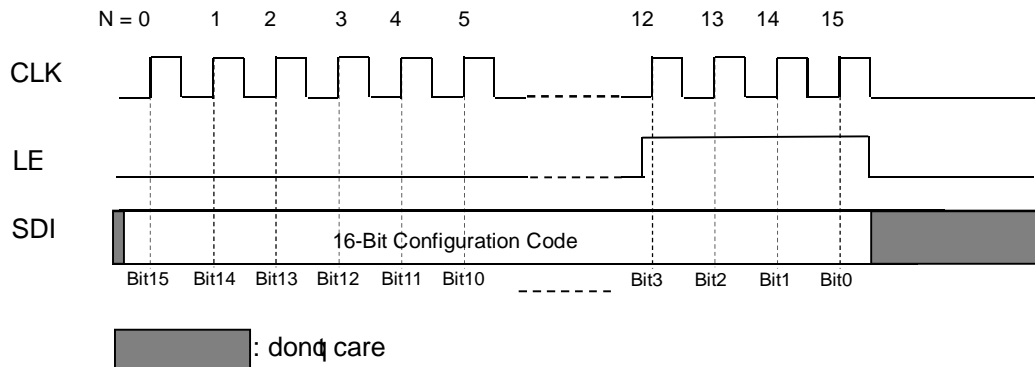 N = 0 1 2 3 4 5 12 13 14 15
CLK
LE
SDI
16-Bit Configuration Code
Bit15 Bit14 Bit13 Bit12 Bit11 Bit10 Bit3 Bit2 Bit1 Bit0
: care